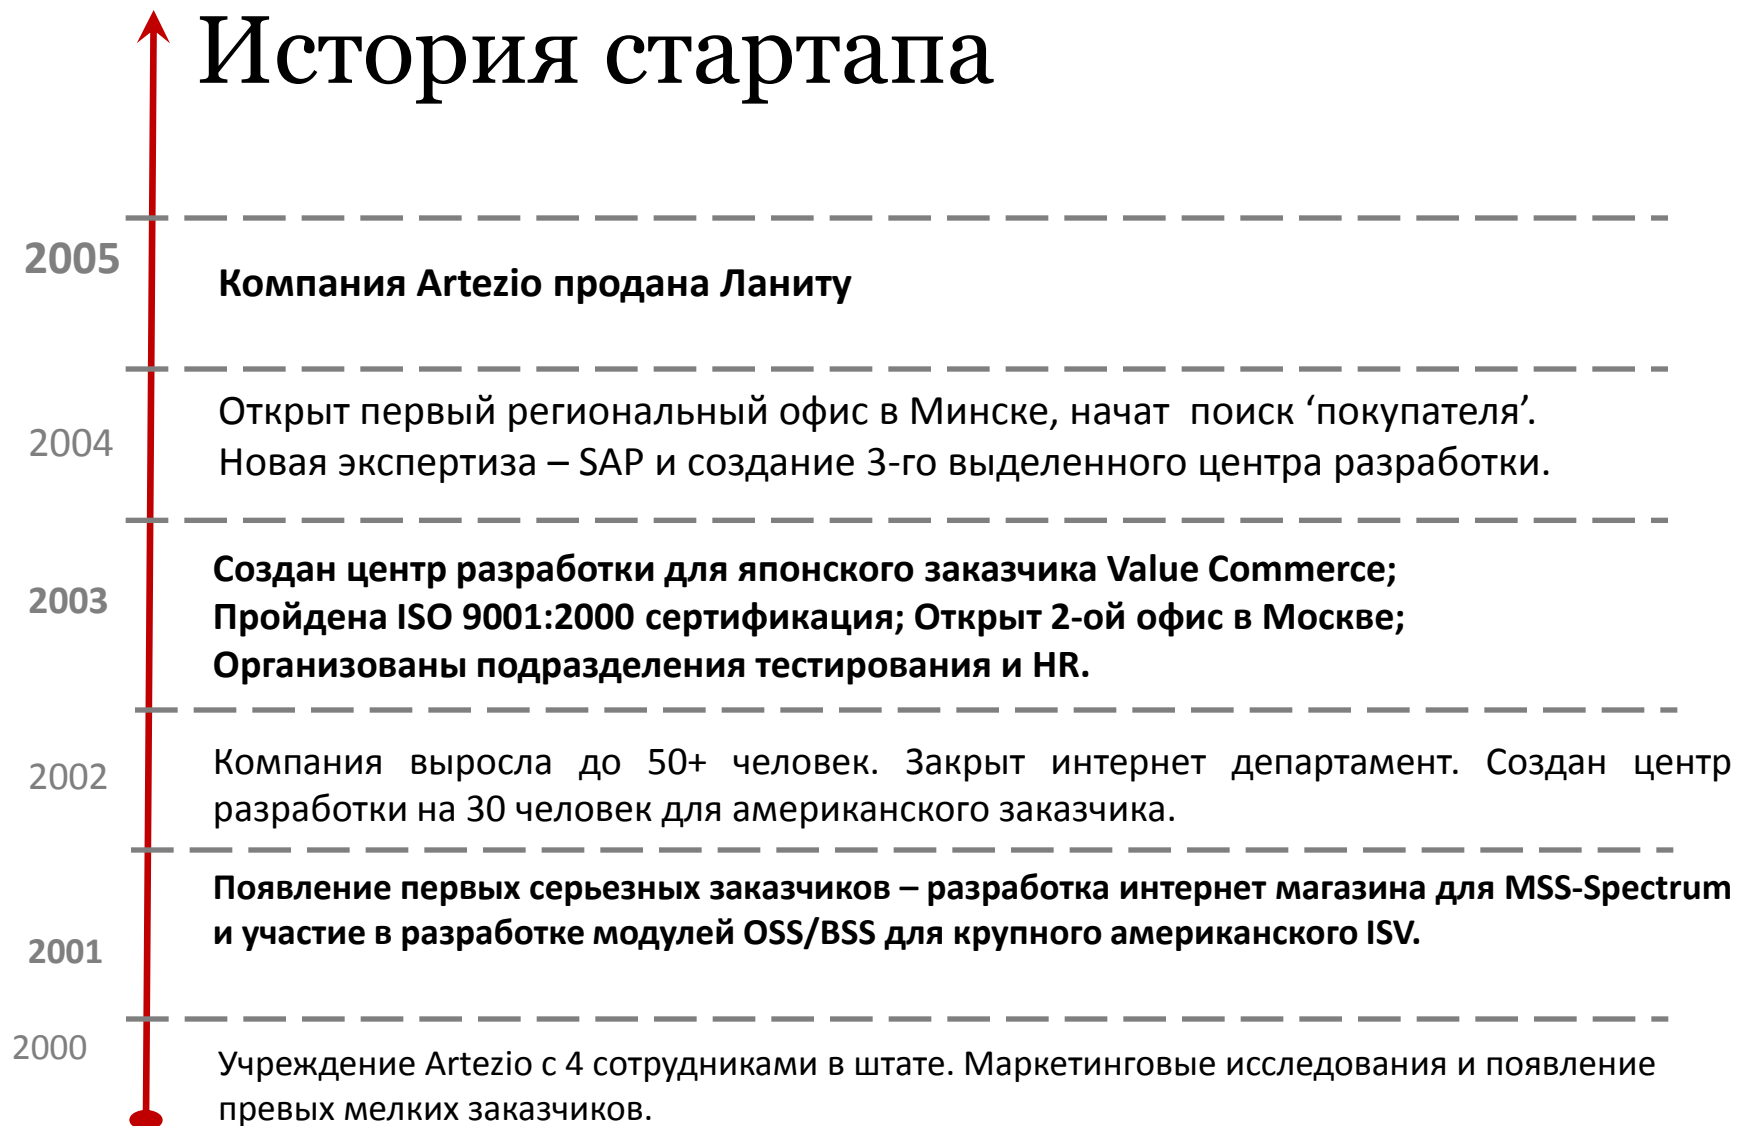 История стартапа
2005
Компания Artezio продана Ланиту
2004
Открыт первый региональный офис в Минске, начат поиск ‘покупателя’.
Новая экспертиза – SAP и создание 3-го выделенного центра разработки.
2003
Создан центр разработки для японского заказчика Value Commerce;
Пройдена ISO 9001:2000 сертификация; Открыт 2-ой офис в Москве;
Организованы подразделения тестирования и HR.
2002
Компания выросла до 50+ человек. Закрыт интернет департамент. Создан центр
разработки на 30 человек для американского заказчика.
2001
Появление первых серьезных заказчиков – разработка интернет магазина для MSS-Spectrum
и участие в разработке модулей OSS/BSS для крупного американского ISV.
2000
Учреждение Artezio с 4 сотрудниками в штате. Маркетинговые исследования и появление
превых мелких заказчиков.